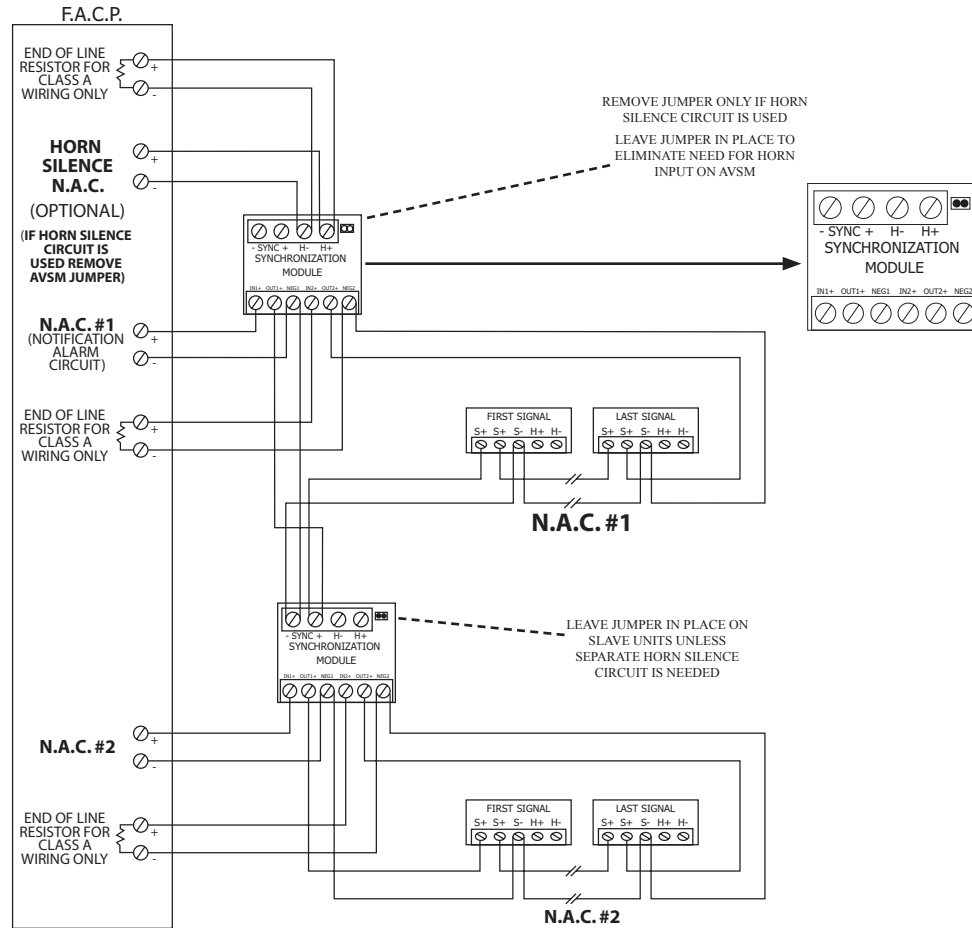 F.A.C.P.
END OF LINE
RESISTOR FOR
CLASS A
WIRING ONLY
+
-
HORN
SILENCE
N.A.C.
(OPTIONAL)
(IF HORN SILENCE
CIRCUIT IS
USED REMOVE
AVSM JUMPER)
+
-
N.A.C. #1
(NOTIFICATION
ALARM
CIRCUIT)
+
-
END OF LINE
RESISTOR FOR
CLASS A
WIRING ONLY
+
-
N.A.C. #2
+
-
END OF LINE
RESISTOR FOR
CLASS A
WIRING ONLY
+
-
REMOVE JUMPER ONLY IF HORN
SILENCE CIRCUIT IS USED
LEAVE JUMPER IN PLACE TO
ELIMINATE NEED FOR HORN
INPUT ON AVSM
- SYNC + H- H+
SYNCHRONIZATION
MODULE
IN1+ OUT1+ NEG1 IN2+ OUT2+ NEG2
- SYNC + H- H+
SYNCHRONIZATION
MODULE
IN1+ OUT1+ NEG1 IN2+ OUT2+ NEG2
FIRST SIGNAL
S+ S+ S- H+ H-
LAST SIGNAL
S+ S+ S- H+ H-
N.A.C. #1
- SYNC + H- H+
SYNCHRONIZATION
MODULE
IN1+ OUT1+ NEG1 IN2+ OUT2+ NEG2
LEAVE JUMPER IN PLACE ON
SLAVE UNITS UNLESS
SEPARATE HORN SILENCE
CIRCUIT IS NEEDED
FIRST SIGNAL
S+ S+ S- H+ H-
LAST SIGNAL
S+ S+ S- H+ H-
N.A.C. #2